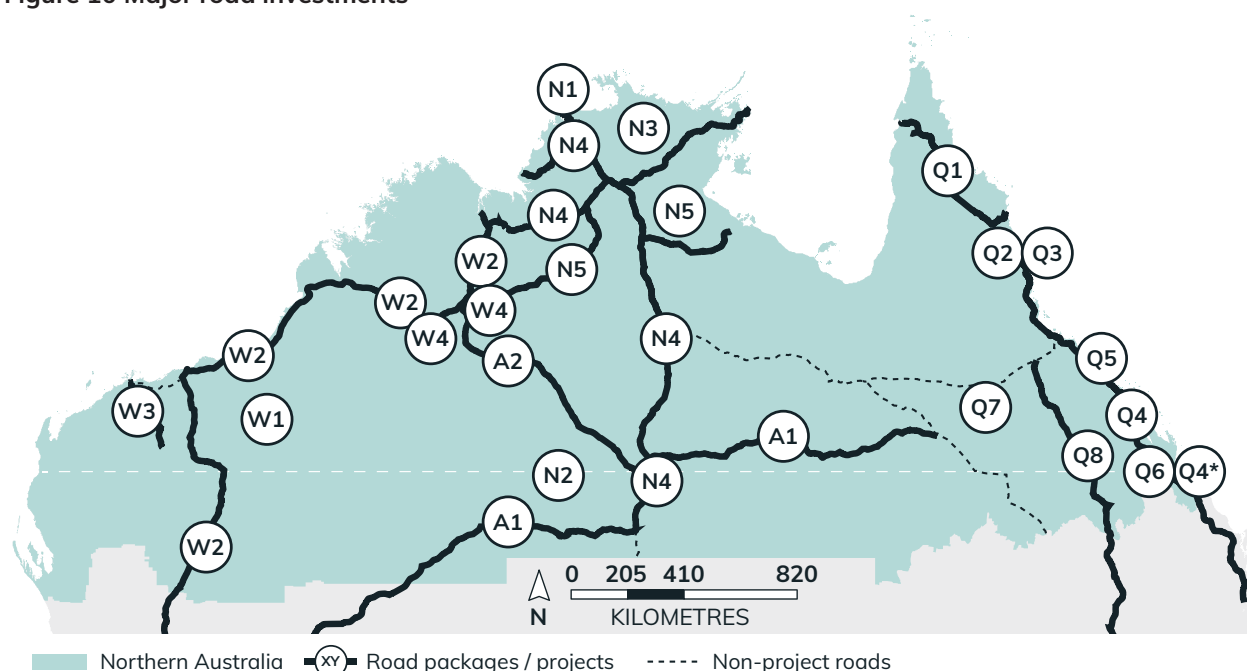 Figure 10 Major road investments
N1
N3
N4
Q1
N4
N5
Q2
Q3
W2
N5
W2
W4
W4
N4
W2
A2
Q5
W3
W1
Q7
Q4
A1
Q8
N2
N4
Q6
Q4*
A1
W2
0 205 410 820
N
KILOMETRES
Northern Australia
XY
Road packages / projects
Non-project roads